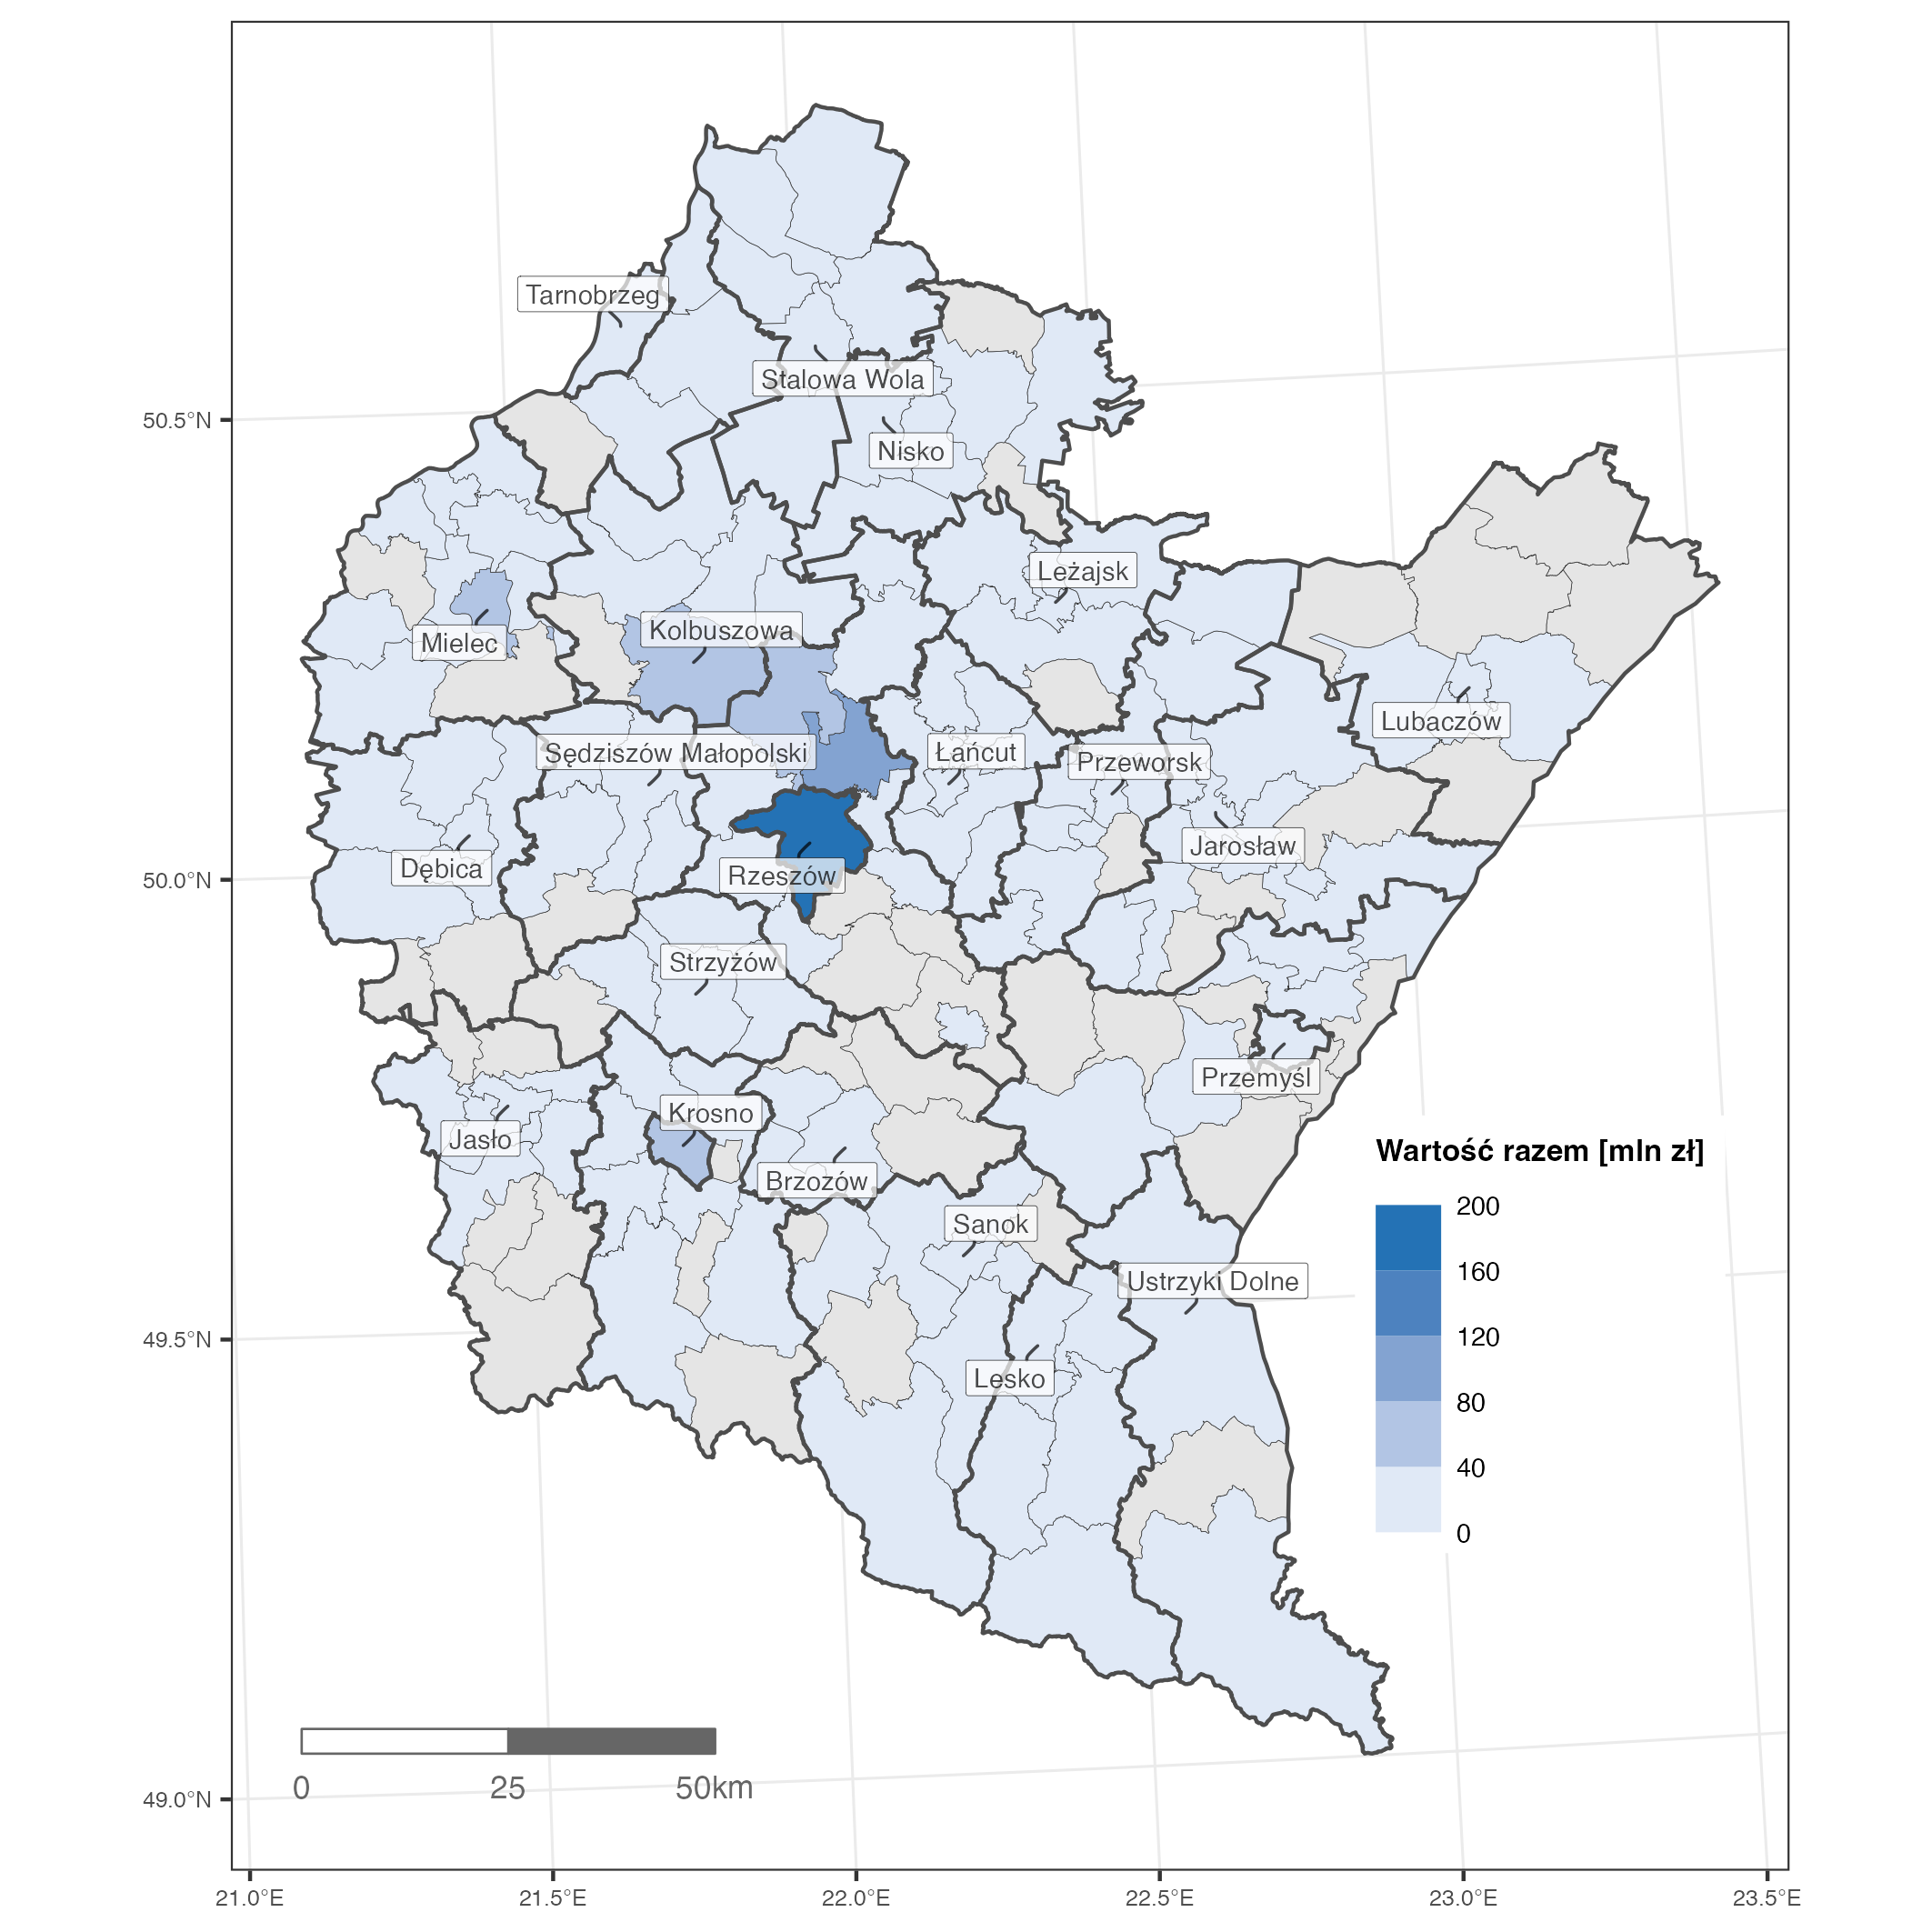 Tarnobrzeg
Stalowa Wola
50.5°N
Nisko
Leżajsk
Kolbuszowa
Mielec
Lubaczów
Sędziszów Małopolski
Łańcut
Przeworsk
Jarosław
Dębica
Rzeszów
50.0°N
Strzyżów
Przemyśl
Krosno
Jasło
Wartość razem [mln zł]
Brzozów
200
Sanok
160
Ustrzyki Dolne
120
49.5°N
Lesko
80
40
0
0 25 50km
49.0°N
21.0°E 21.5°E 22.0°E 22.5°E 23.0°E 23.5°E